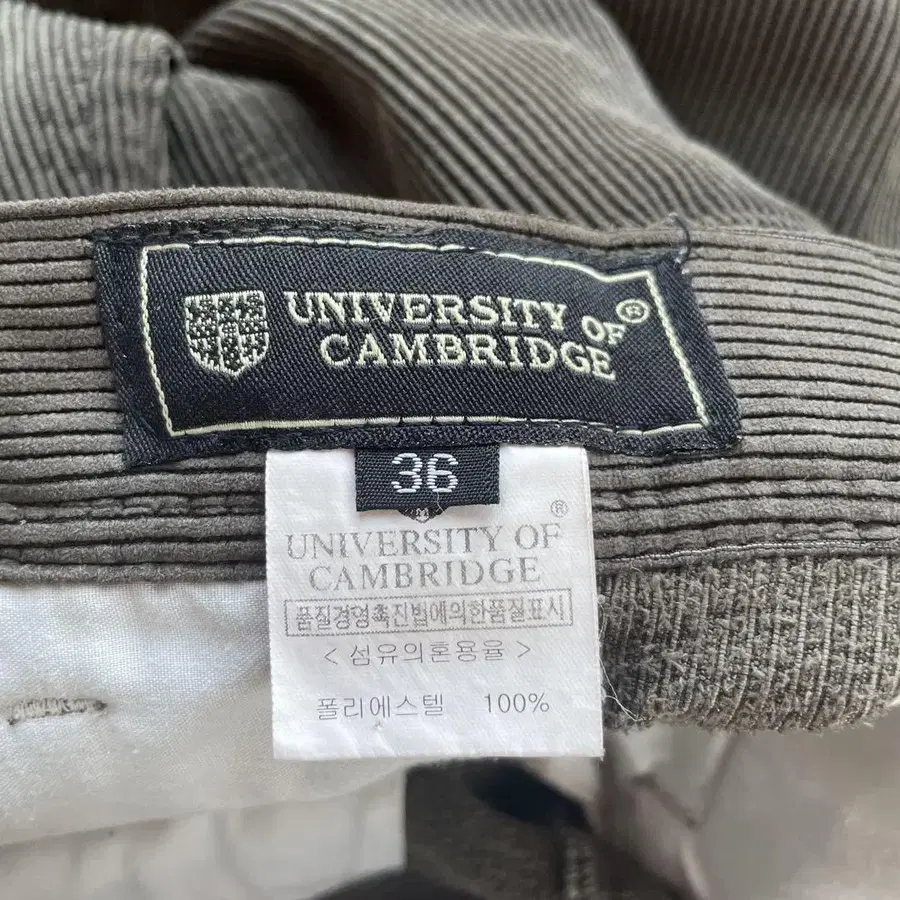 UNIVERSITY OF ®
CAMBRIDGE
36
®
UNIVERSITY OF
CAMBRIDGE
품질경영촉진법에의한품질표시
< 섬유의혼용율 >
폴리에스텔 100%